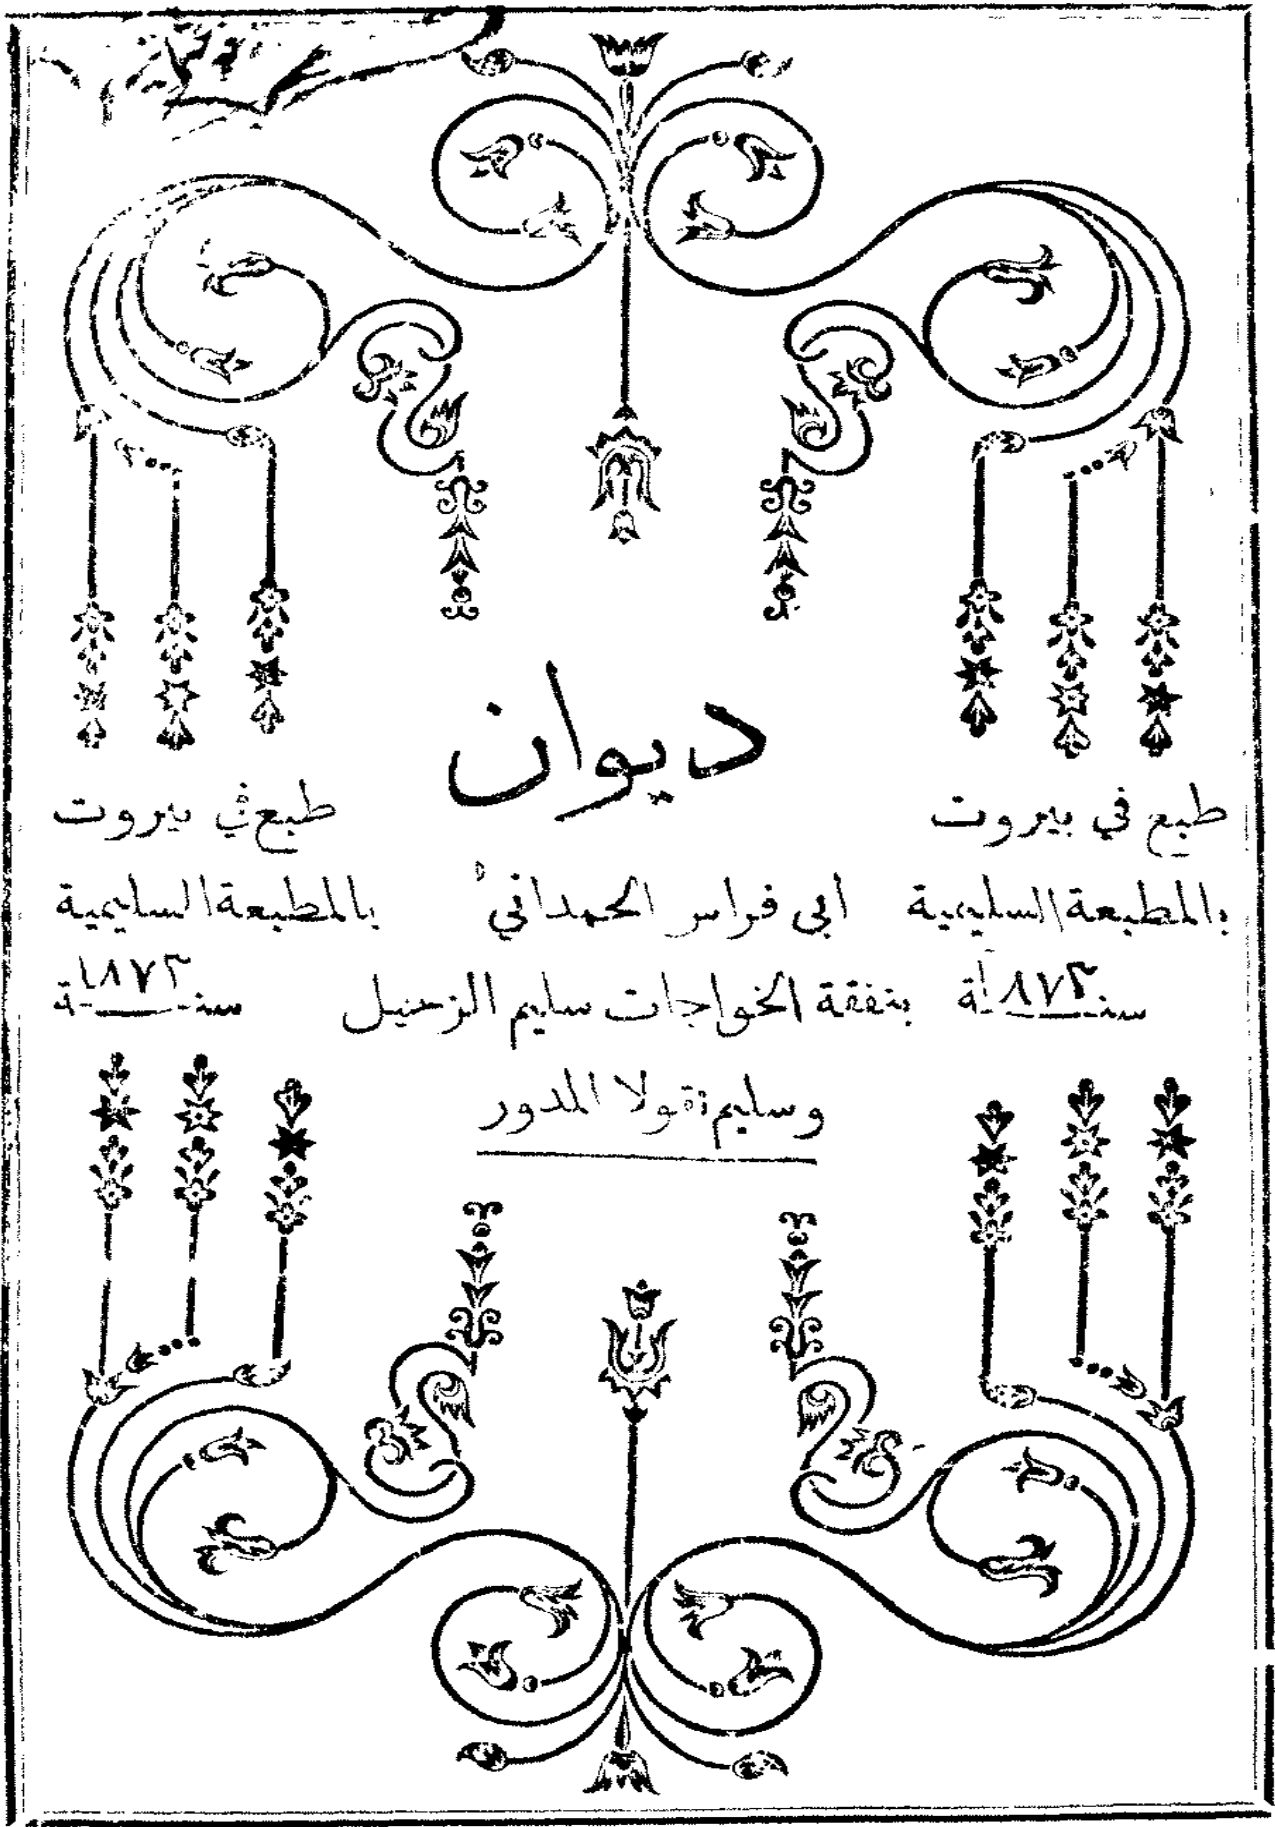 ديوان
ابي فراس الحمداني
بنفقة الخواجات سليم
وسليم نقولا المدور
طبع في بيروت
بالمطبعة السليمية
سنة ١٨٧٣
طبع في بيروت
بالمطبعة السليمية
سنة ١٨٧٣